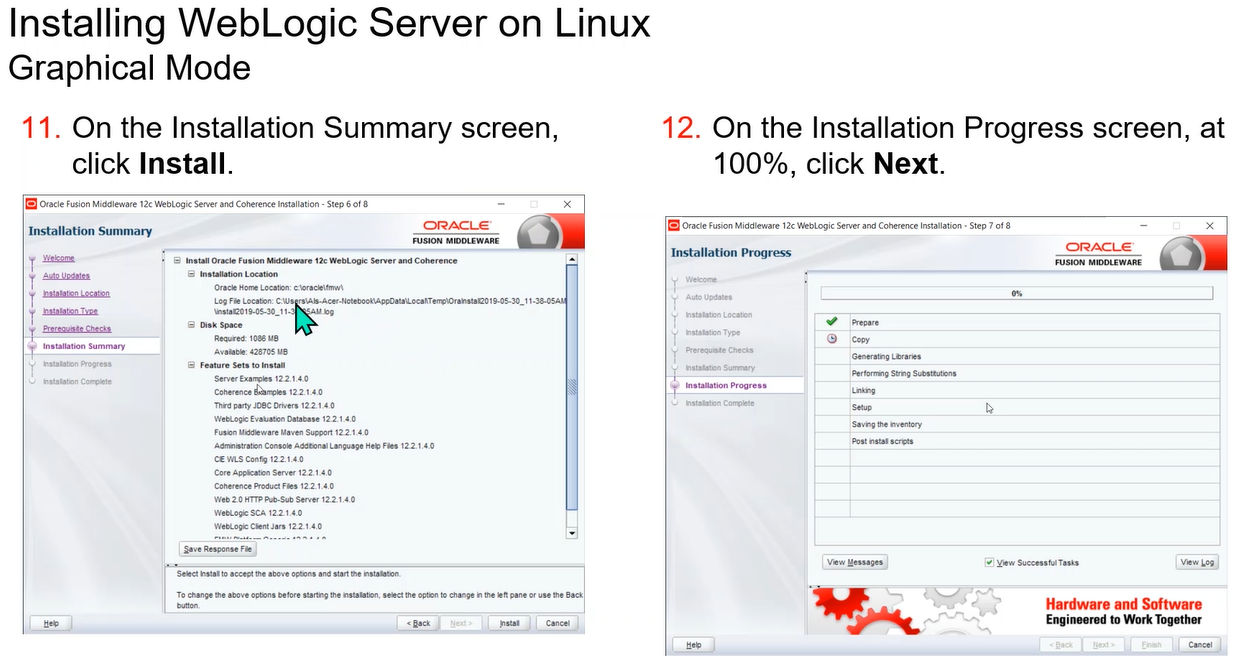 Installing WebLogic Server on Linux
Graphical Mode
11. On the Installation Summary screen,
click Install.
Oracle Fusion Middleware 12c WebLogic Server and Coherence Installation - Step 6 of 8
Installation Summary
ORACLE
FUSION MIDDLEWARE
Welcome
Auto Updates
Installation Location
Installation Type
Prerequisite Checks
Installation Summary
Installation Progress
Installation Complete
Install Oracle Fusion Middleware 12c WebLogic Server and Coherence
Installation Location
Oracle Home Location: c:\oracle\fmw\
Log File Location: C:\Users\Als-Acer-Notebook\AppData\Local\Temp\OraInstall2019-05-30_11-38-05AM
\install2019-05-30_11-3 AM.log
Disk Space
Required: 1086 MB
Available: 428705 MB
Feature Sets to Install
Server Examples 12.2.1.4.0
Coherence Examples 12.2.1.4.0
Third party JDBC Drivers 12.2.1.4.0
WebLogic Evaluation Database 12.2.1.4.0
Fusion Middleware Maven Support 12.2.1.4.0
Administration Console Additional Language Help Files 12.2.1.4.0
CIE WLS Config 12.2.1.4.0
Core Application Server 12.2.1.4.0
Coherence Product Files 12.2.1.4.0
Web 2.0 HTTP Pub-Sub Server 12.2.1.4.0
WebLogic SCA 12.2.1.4.0
WebLogic Client Jars 12.2.1.4.0
Save Response File
Select Install to accept the above options and start the installation.
To change the above options before starting the installation, select the option to change in the left pane or use the Back
button.
Help < Back Next > Install Cancel
12. On the Installation Progress screen, at
100%, click Next.
Oracle Fusion Middleware 12c WebLogic Server and Coherence Installation - Step 7 of 8
Installation Progress
ORACLE
FUSION MIDDLEWARE
Welcome
Auto Updates
Installation Location
Installation Type
Prerequisite Checks
Installation Summary
Installation Progress
Installation Complete
0%
Prepare
Copy
Generating Libraries
Performing String Substitutions
Linking
Setup
Saving the inventory
Post install scripts
View Messages View Successful Tasks View Log
Hardware and Software
Engineered to Work Together
Help < Back Next > Finish Cancel